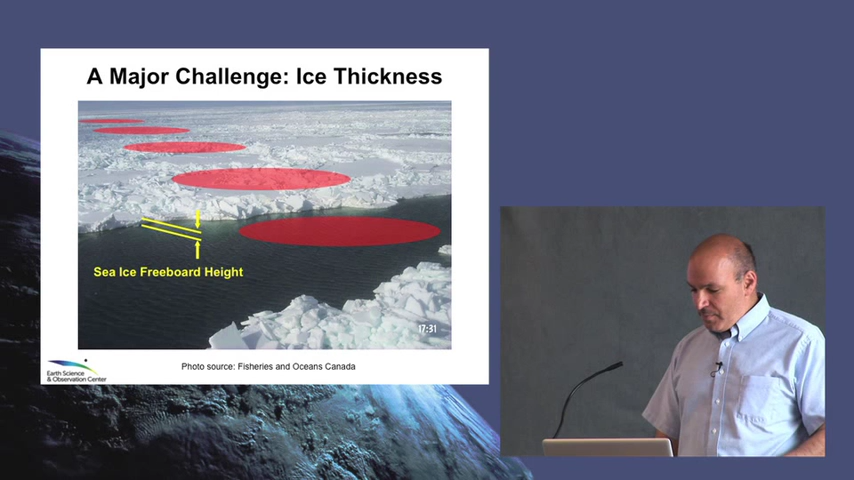 A Major Challenge: Ice Thickness
Sea Ice Freeboard Height
17:31
Photo source: Fisheries and Oceans Canada
Earth Science
& Observation Center